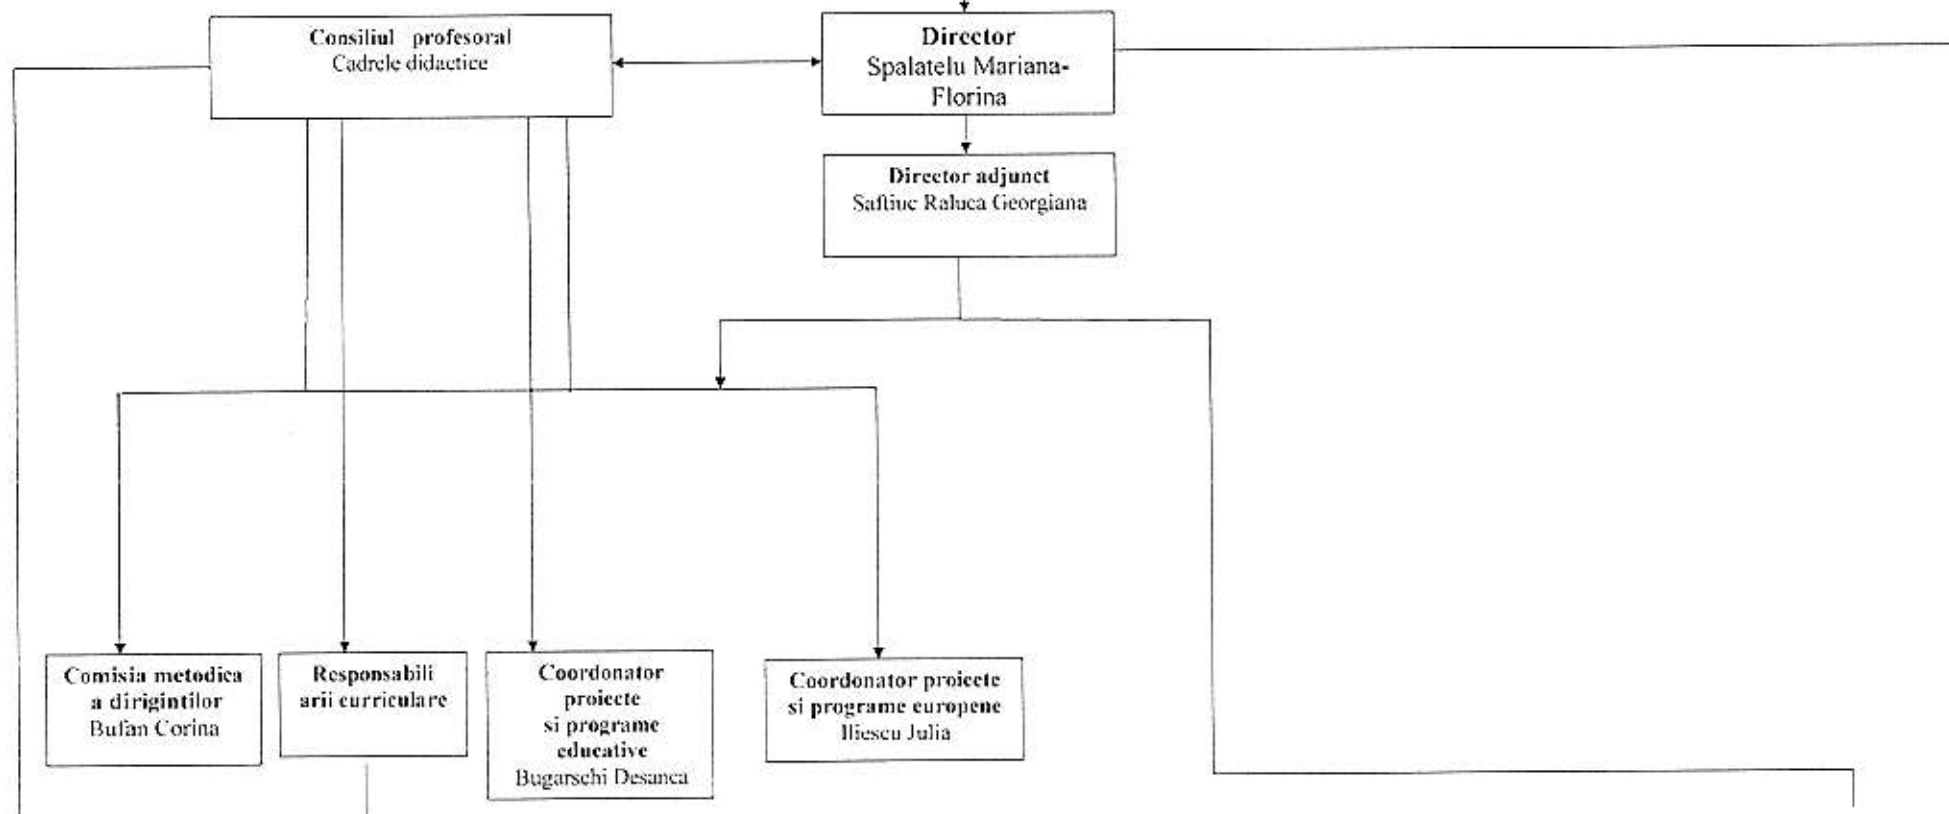 Consiliul profesoral
Cadrele didactice
Director
Spalatelu Mariana-
Florina
Director adjunct
Saftiuc Raluca Georgiana
Comisia metodica
a dirigintilor
Bufan Corina
Responsabili
arii curriculare
Coordonator
proiecte
si programe
educative
Bugarschi Desanca
Coordonator proiecte
si programe europene
Iliescu Julia